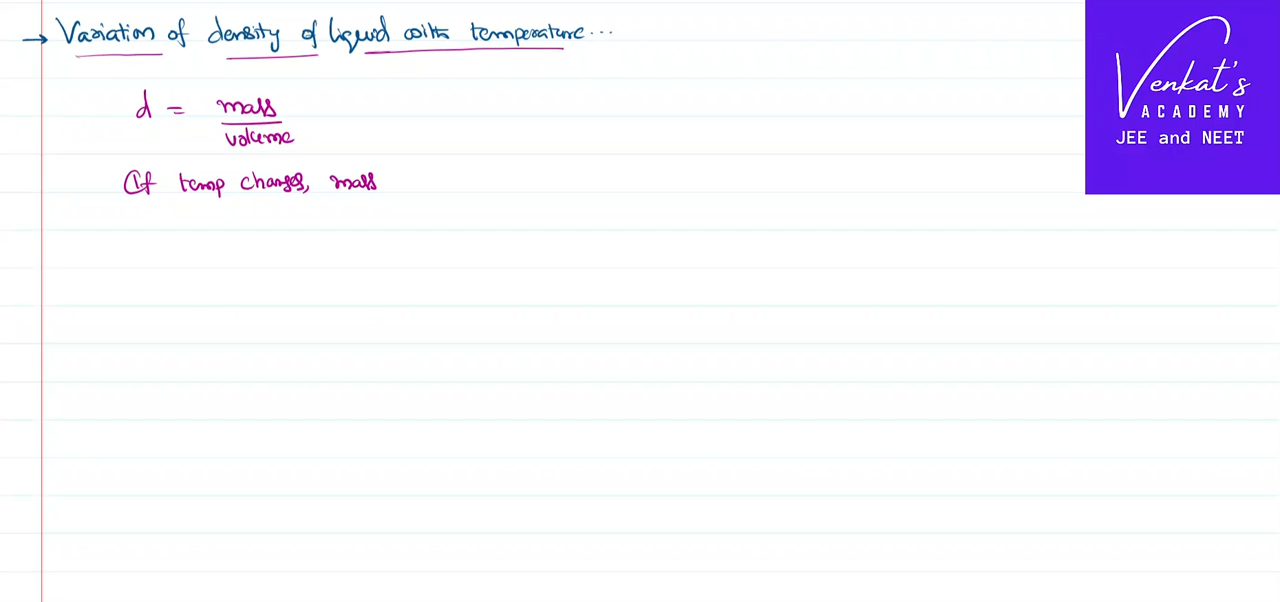 → Variation of density of liquid with temperature...
d = mass
volume
(If temp changes, mass
Venkat's
ACADEMY
JEE and NEET